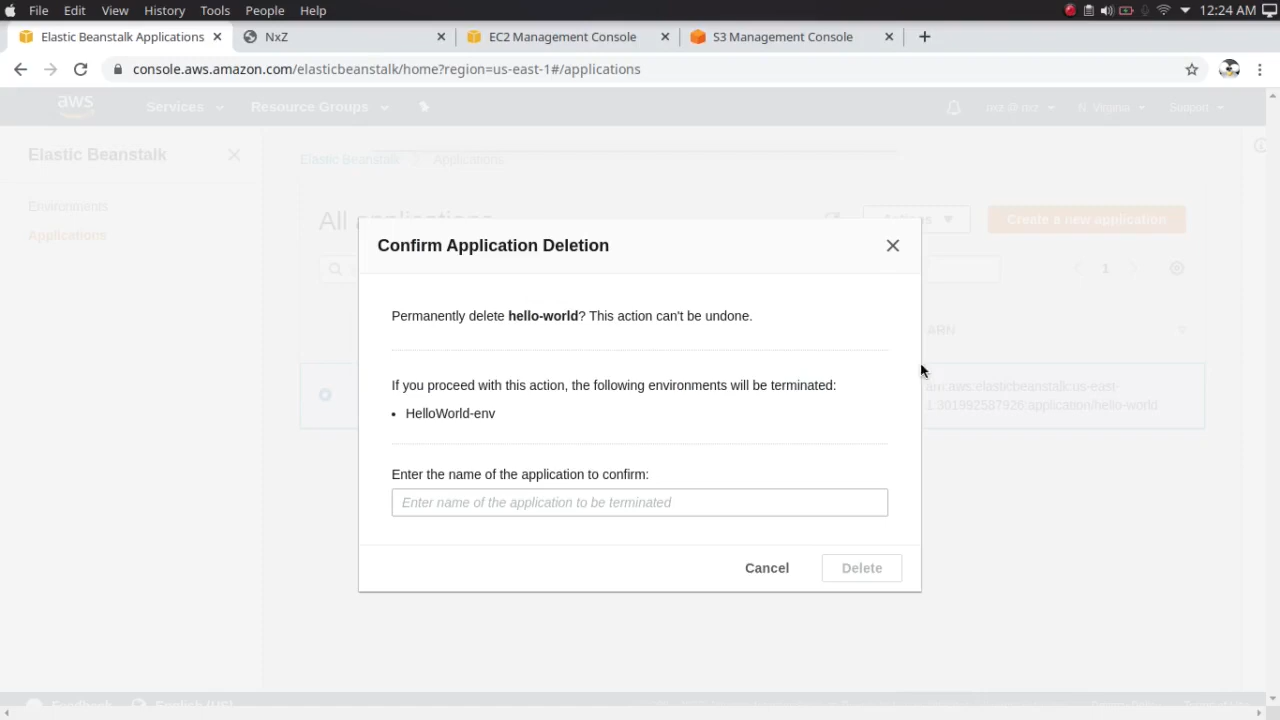 File Edit View History Tools People Help 12:24 AM
Elastic Beanstalk Applications NxZ EC2 Management Console S3 Management Console
console.aws.amazon.com/elasticbeanstalk/home?region=us-east-1#/applications
aws Services Resource Groups N. Virginia Support
Elastic Beanstalk
Elastic Beanstalk Applications
Environments
Applications
All applications Actions Create a new application
1
ARN
arn:aws:elasticbeanstalk:us-east-
1:301992587926:application/hello-world
Confirm Application Deletion
Permanently delete hello-world? This action can't be undone.
If you proceed with this action, the following environments will be terminated:
• HelloWorld-env
Enter the name of the application to confirm:
Enter name of the application to be terminated
Cancel Delete
Feedback English (US)